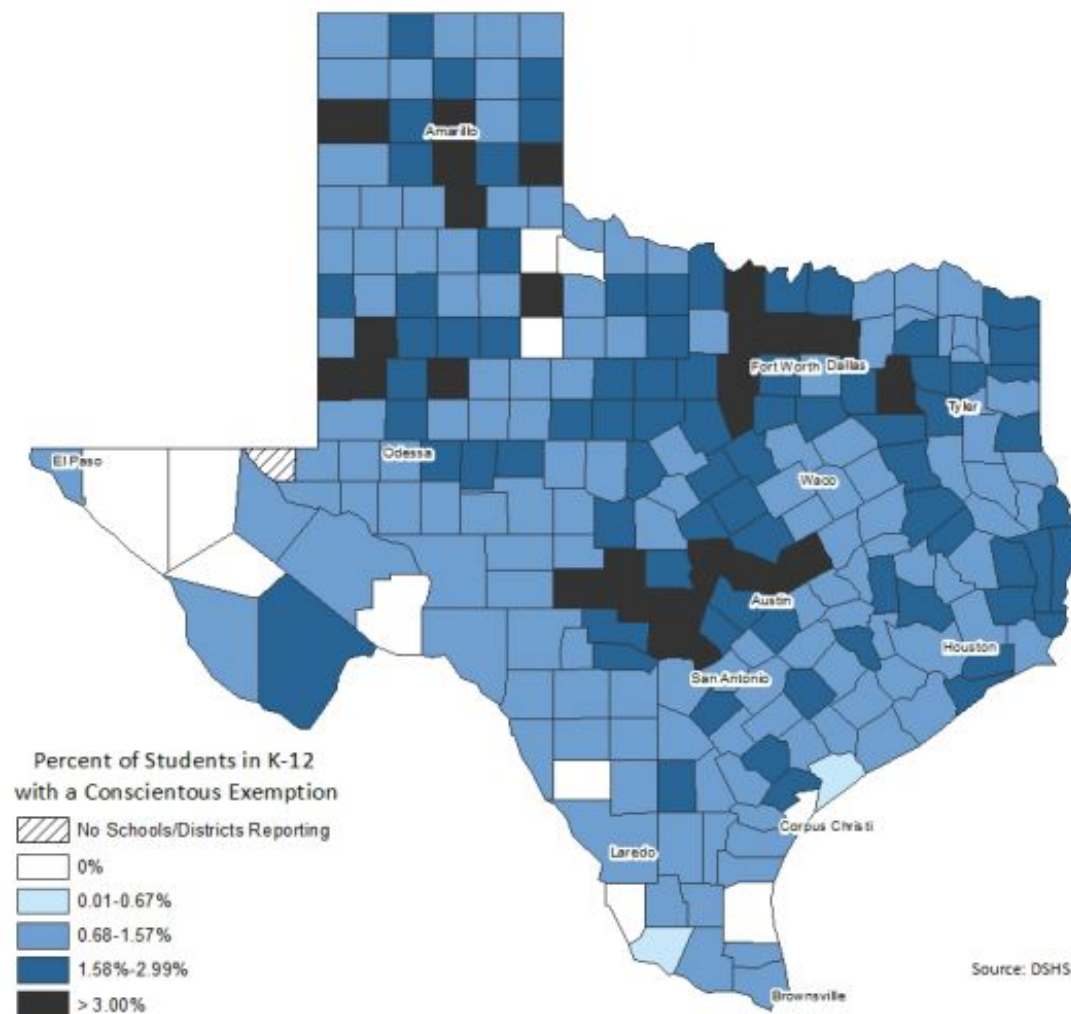 Amarillo
Fort Worth Dallas
Tyler
El Paso
Odessa
Waco
Austin
Houston
San Antonio
Percent of Students in K-12
with a Conscientous Exemption
No Schools/Districts Reporting
0%
0.01-0.67%
0.68-1.57%
1.58%-2.99%
> 3.00%
Corpus Christi
Laredo
Source: DSHS
Brownsville